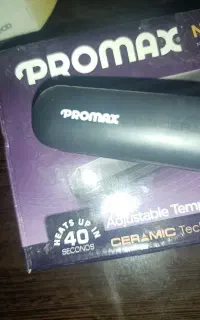 PROMAX
N
PROMAX
Adjustable Tem
HEATS UP IN
40
SECONDS
CERAMIC Tec